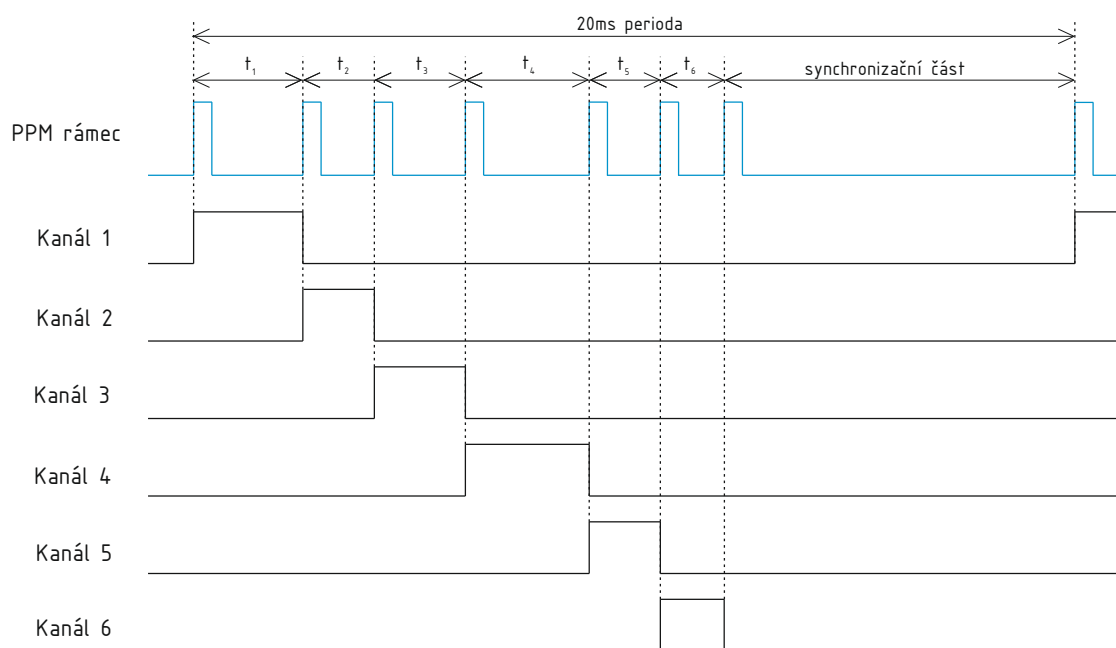 20ms perioda
t₁ t₂ t₃ t₄ t₅ t₆ synchronizační část
PPM rámec
Kanál 1
Kanál 2
Kanál 3
Kanál 4
Kanál 5
Kanál 6